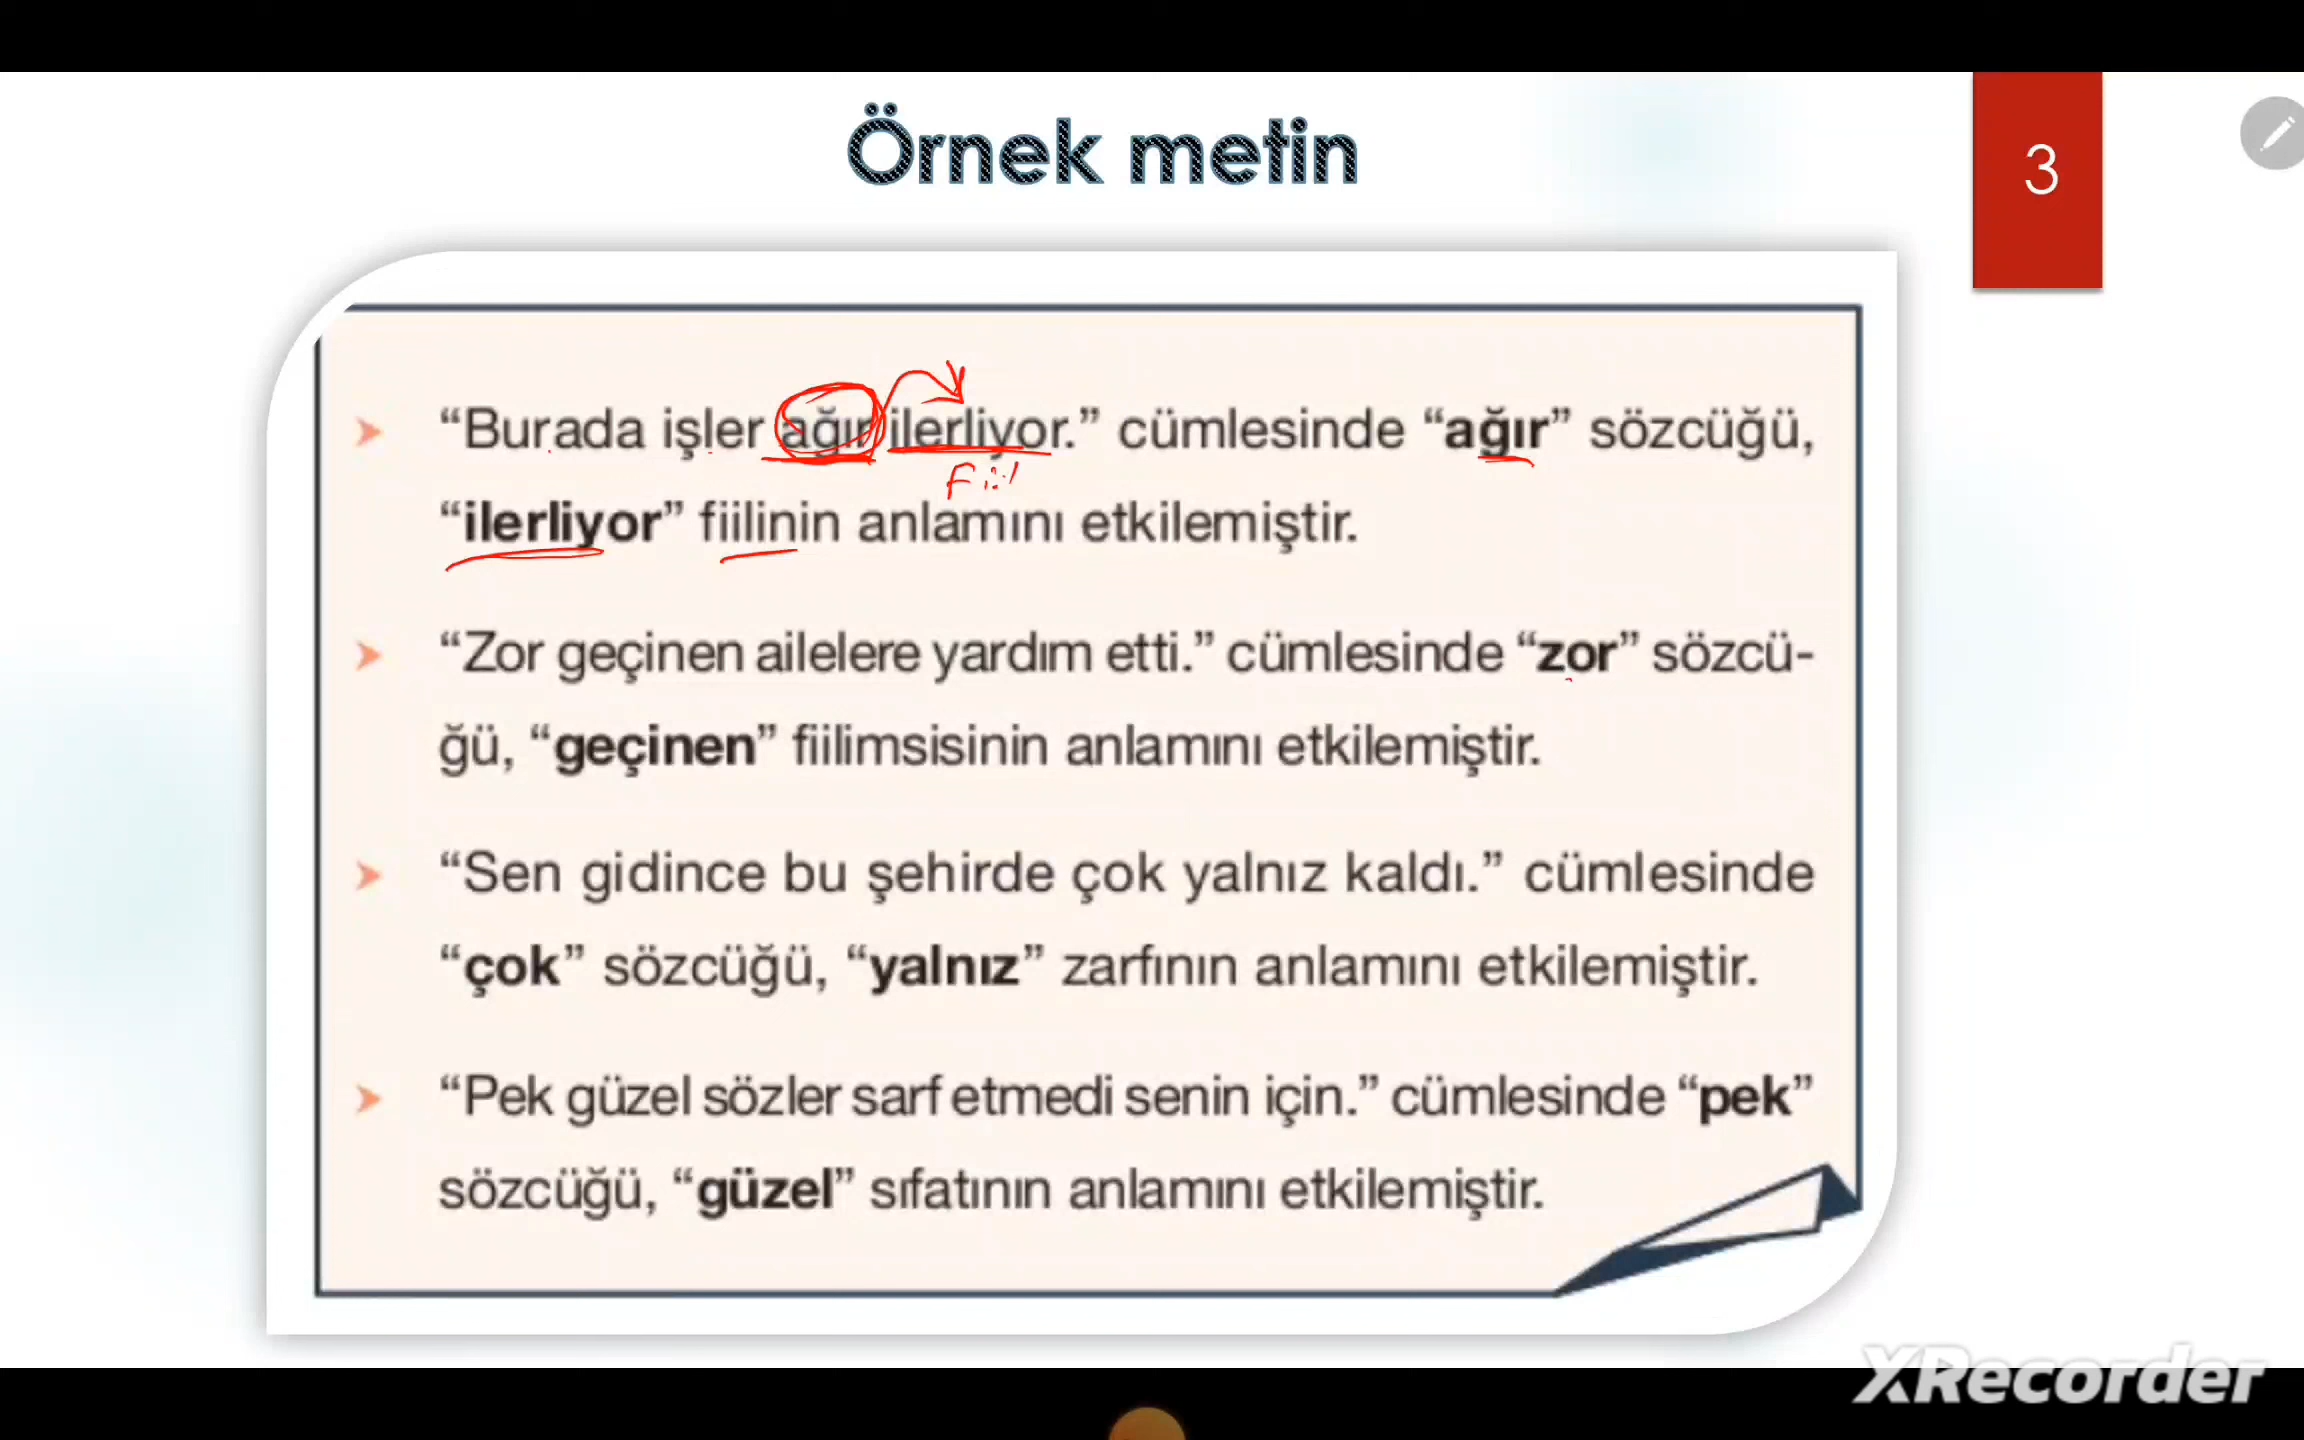 Örnek metin
3
“Burada işler ağır ilerliyor.” cümlesinde “ağır” sözcüğü,
Fiil
“ilerliyor” fiilinin anlamını etkilemiştir.
“Zor geçinen ailelere yardım etti.” cümlesinde “zor” sözcü-
ğü, “geçinen” fiilimsisinin anlamını etkilemiştir.
“Sen gidince bu şehirde çok yalnız kaldı.” cümlesinde
“çok” sözcüğü, “yalnız” zarfının anlamını etkilemiştir.
“Pek güzel sözler sarf etmedi senin için.” cümlesinde “pek”
sözcüğü, “güzel” sıfatının anlamını etkilemiştir.
XRecorder